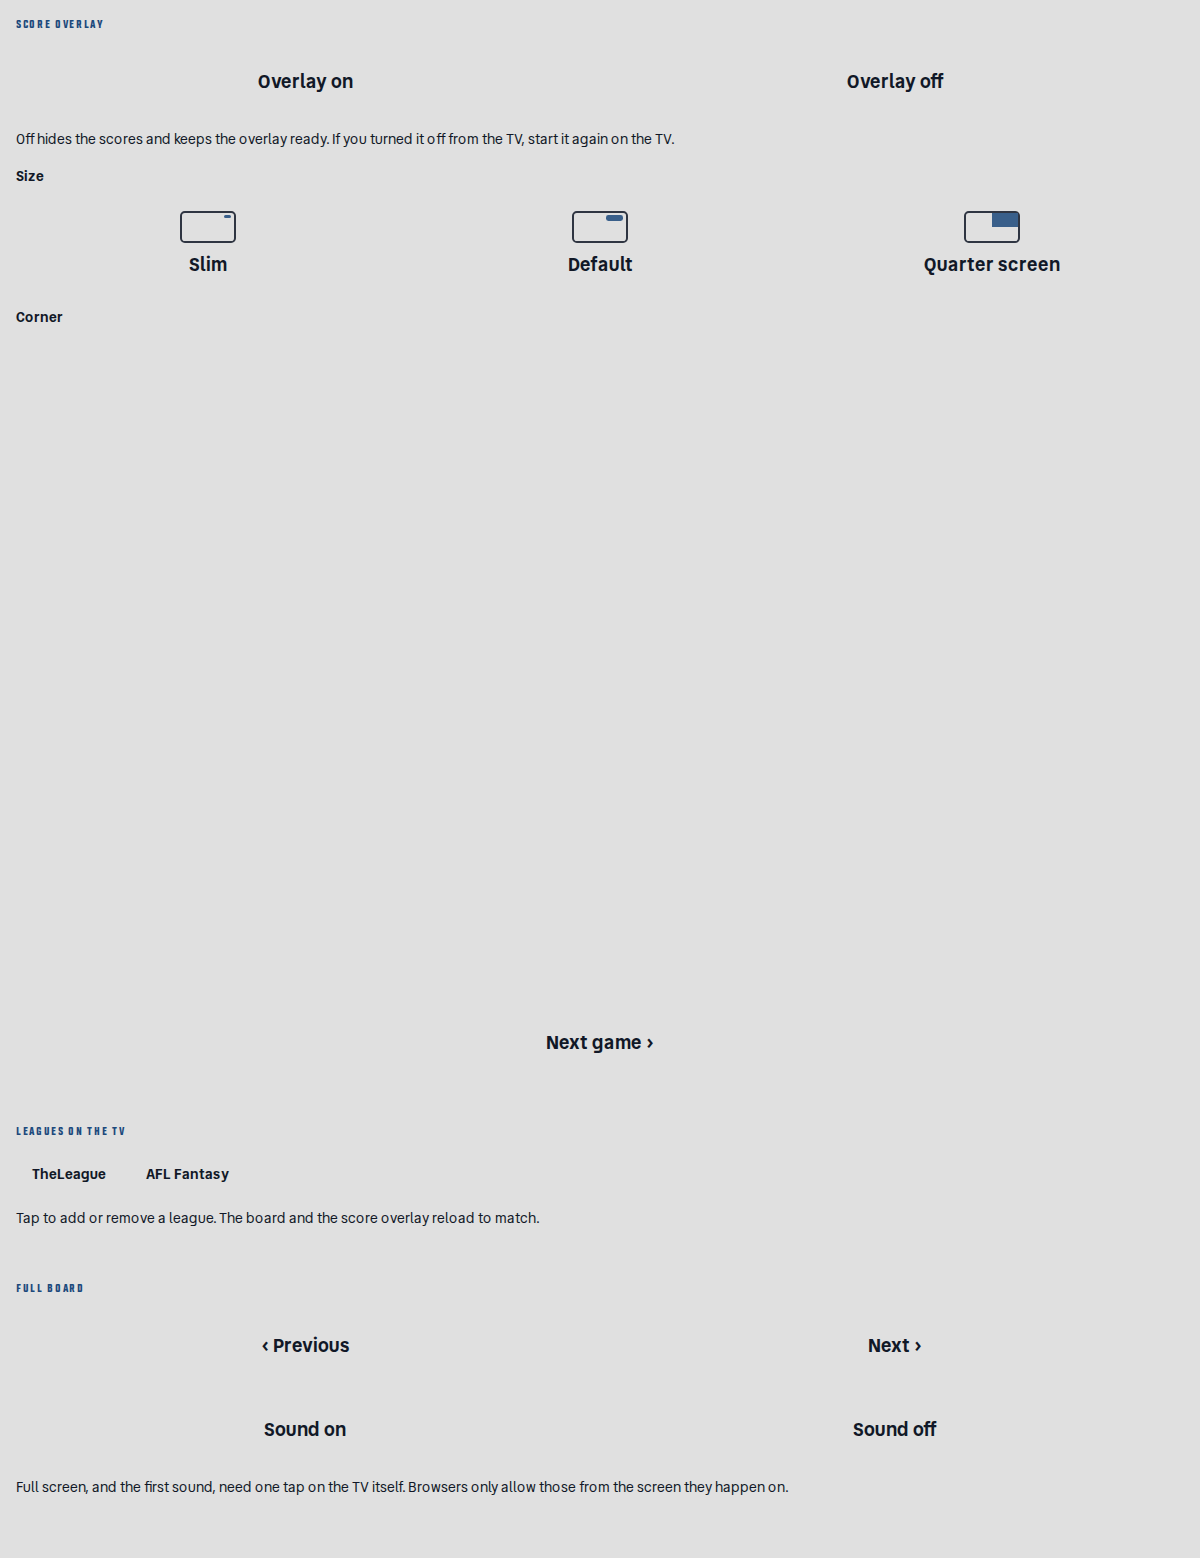 SCORE OVERLAY
Overlay on
Overlay off
Off hides the scores and keeps the overlay ready. If you turned it off from the TV, start it again on the TV.
Size
Slim
Default
Quarter screen
Corner
Next game ›
LEAGUES ON THE TV
TheLeague
AFL Fantasy
Tap to add or remove a league. The board and the score overlay reload to match.
FULL BOARD
‹ Previous
Next ›
Sound on
Sound off
Full screen, and the first sound, need one tap on the TV itself. Browsers only allow those from the screen they happen on.